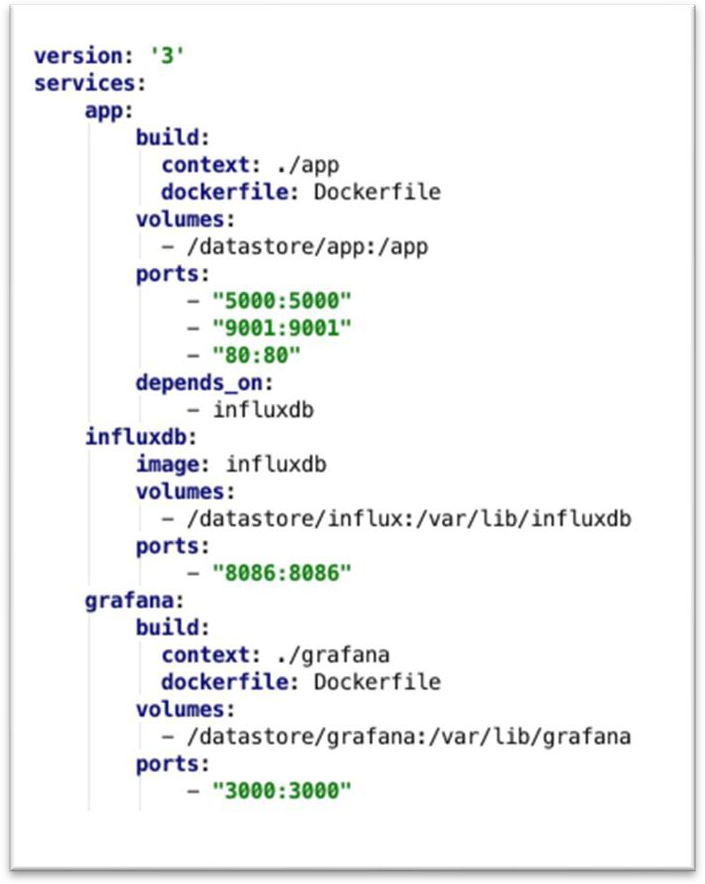 version: '3'
services:
    app:
        build:
          context: ./app
          dockerfile: Dockerfile
        volumes:
          - /datastore/app:/app
        ports:
            - "5000:5000"
            - "9001:9001"
            - "80:80"
        depends_on:
            - influxdb
    influxdb:
        image: influxdb
        volumes:
          - /datastore/influx:/var/lib/influxdb
        ports:
            - "8086:8086"
    grafana:
        build:
          context: ./grafana
          dockerfile: Dockerfile
        volumes:
          - /datastore/grafana:/var/lib/grafana
        ports:
            - "3000:3000"